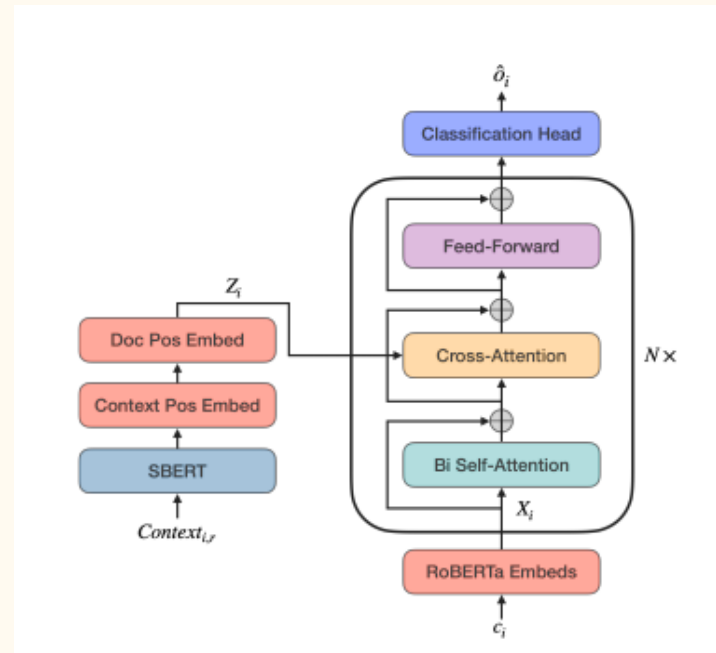 ô_i
Classification Head
Feed-Forward
Z_i
Doc Pos Embed
Cross-Attention
N ×
Context Pos Embed
SBERT
Bi Self-Attention
Context_{i,r}
X_i
RoBERTa Embeds
c_i